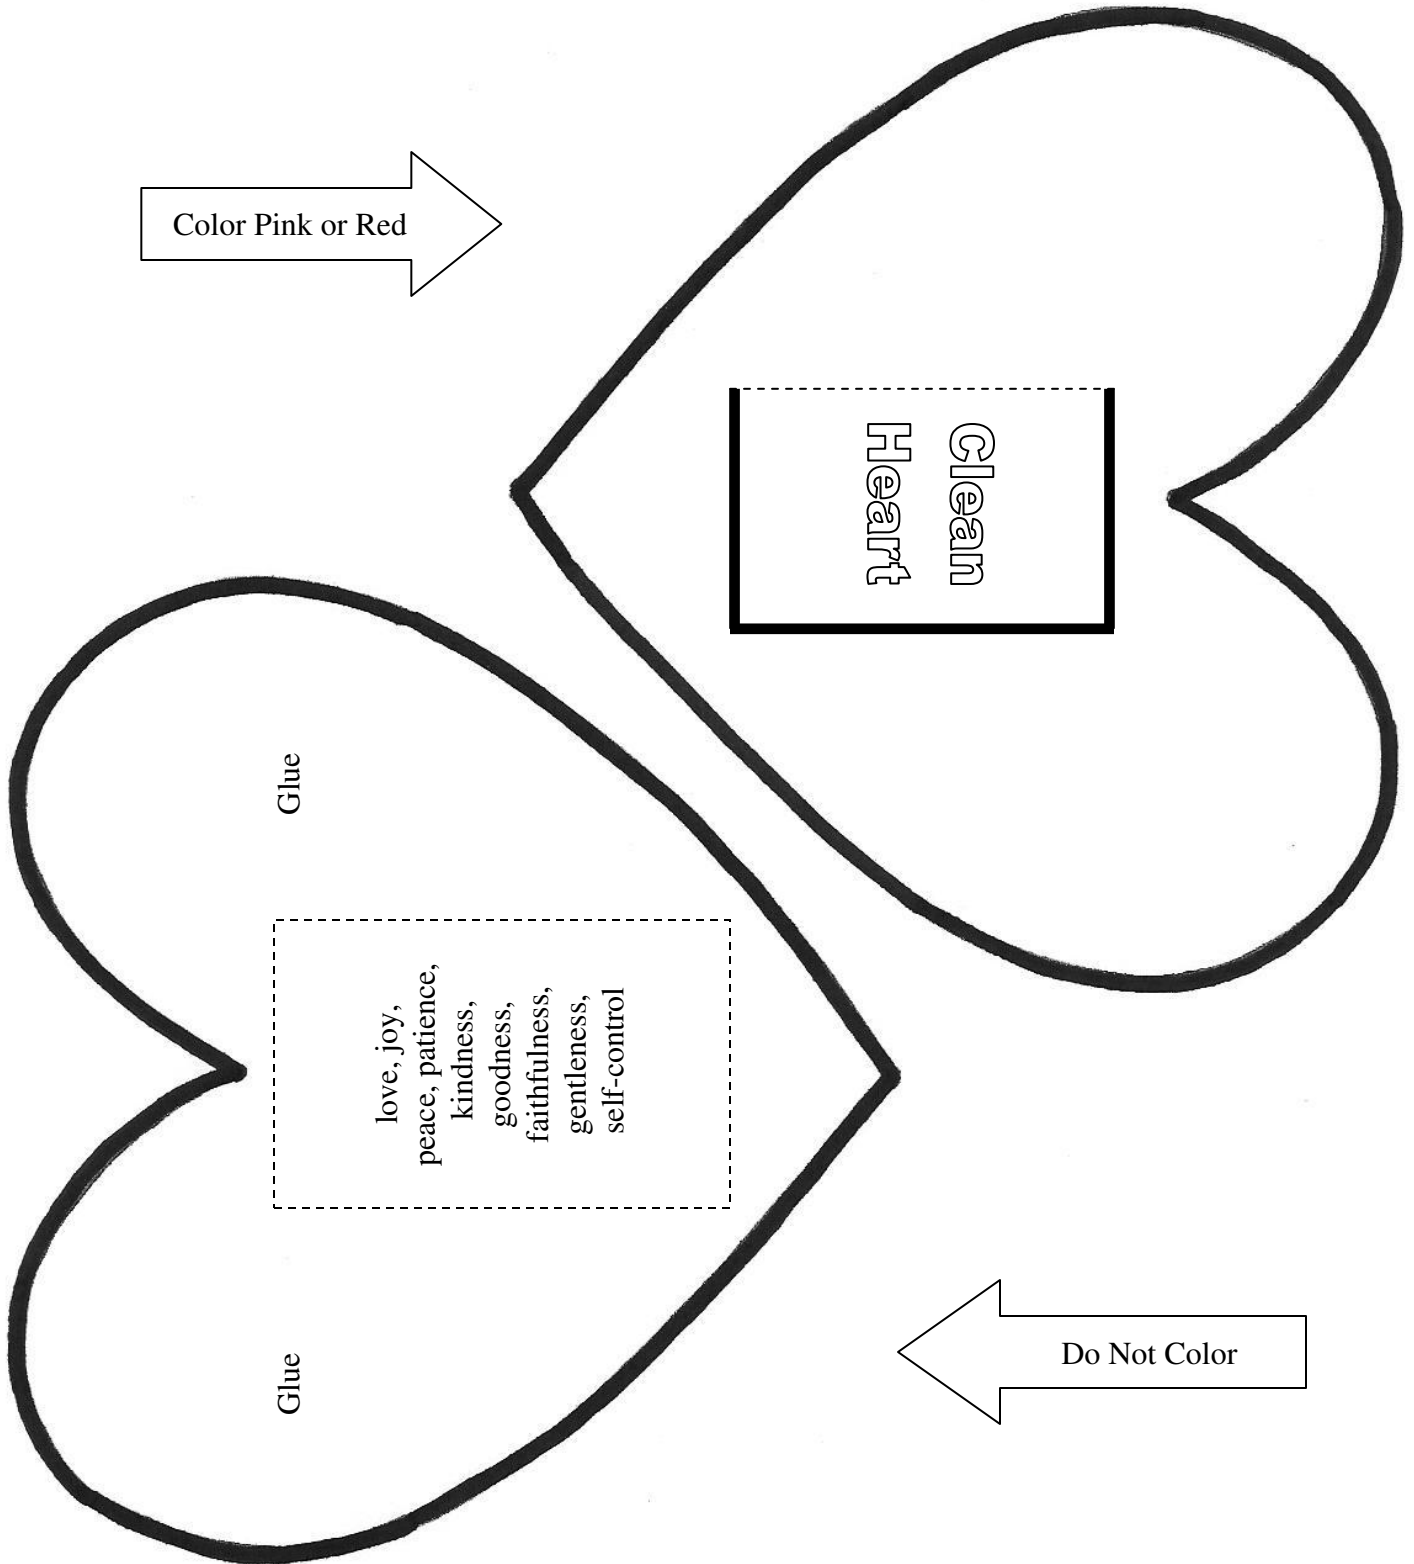 Color Pink or Red
Clean
Heart
Glue
love, joy,
peace, patience,
kindness,
goodness,
faithfulness,
gentleness,
self-control
Glue
Do Not Color